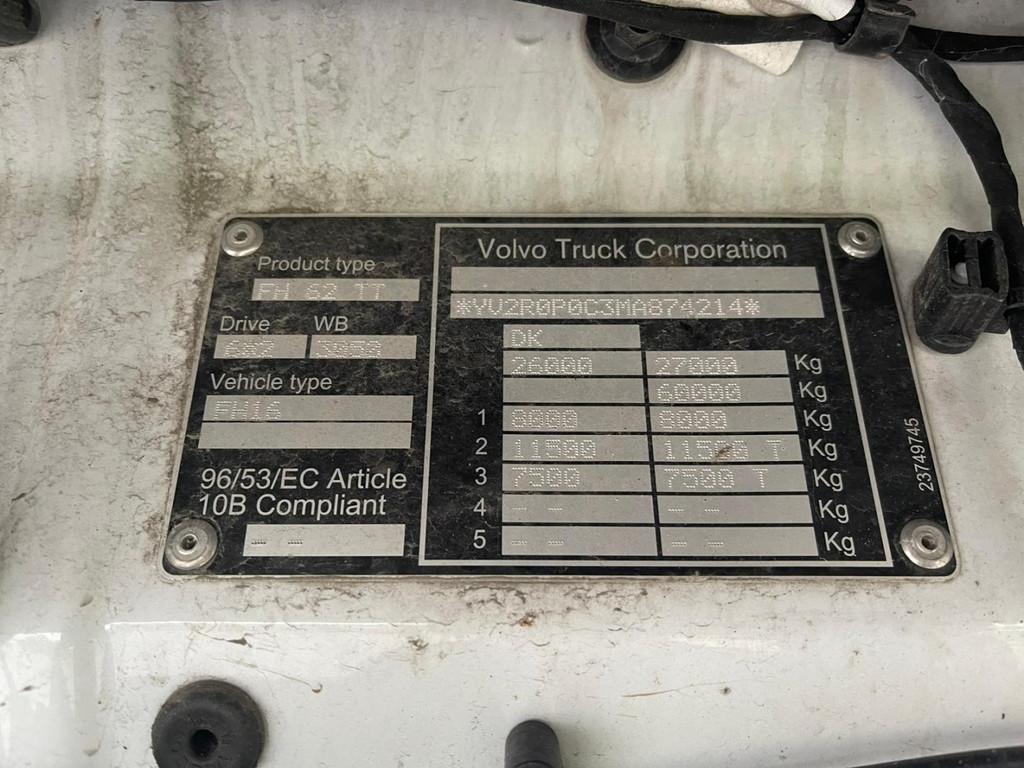 Volvo Truck Corporation
Product type
FH 62 TT
*YV2R0P0C3MA874214*
Drive WB
3050
DK
26000 27000 Kg
60000 Kg
Vehicle type
FH16
1 8000 8000 Kg
2 11500 11500 T Kg
3 7500 7500 T Kg
96/53/EC Article
10B Compliant
4 -- -- Kg
-- 
5 -- -- Kg
23749745